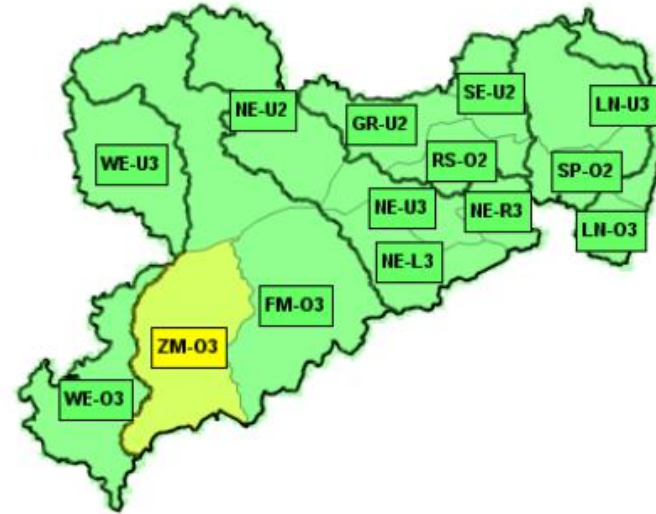 SE-U2
NE-U2
LN-U3
GR-U2
WE-U3
RS-O2
SP-O2
NE-U3
NE-R3
LN-O3
NE-L3
FM-O3
ZM-O3
WE-O3